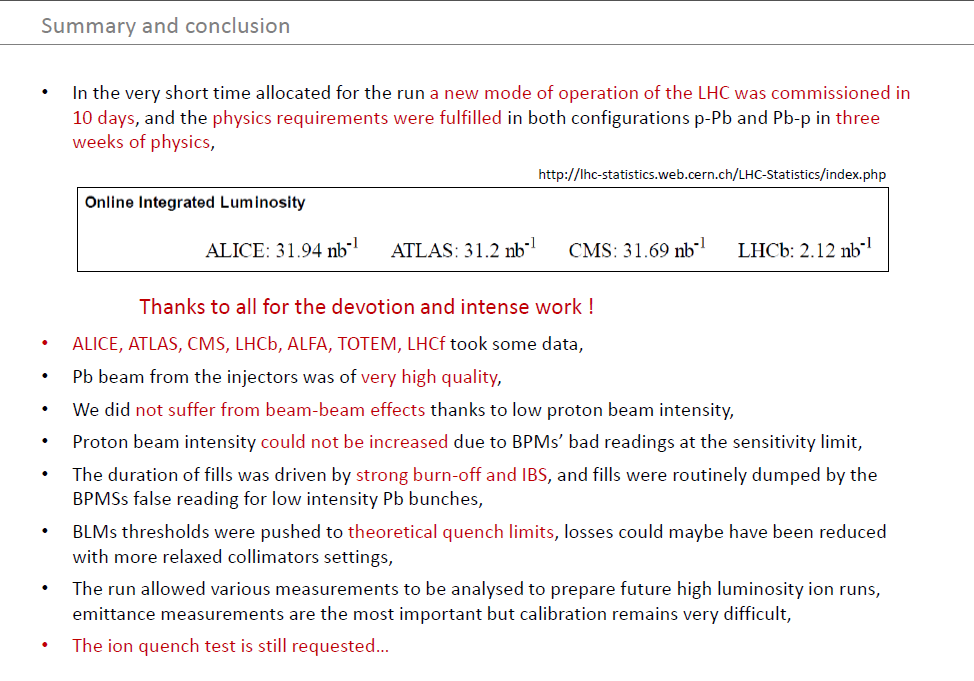 Summary and conclusion
• In the very short time allocated for the run a new mode of operation of the LHC was commissioned in
10 days, and the physics requirements were fulfilled in both configurations p-Pb and Pb-p in three
weeks of physics,
http://lhc-statistics.web.cern.ch/LHC-Statistics/index.php
Online Integrated Luminosity
ALICE: 31.94 nb⁻¹ ATLAS: 31.2 nb⁻¹ CMS: 31.69 nb⁻¹ LHCb: 2.12 nb⁻¹
Thanks to all for the devotion and intense work !
• ALICE, ATLAS, CMS, LHCb, ALFA, TOTEM, LHCf took some data,
• Pb beam from the injectors was of very high quality,
• We did not suffer from beam-beam effects thanks to low proton beam intensity,
• Proton beam intensity could not be increased due to BPMs’ bad readings at the sensitivity limit,
• The duration of fills was driven by strong burn-off and IBS, and fills were routinely dumped by the
BPMSs false reading for low intensity Pb bunches,
• BLMs thresholds were pushed to theoretical quench limits, losses could maybe have been reduced
with more relaxed collimators settings,
• The run allowed various measurements to be analysed to prepare future high luminosity ion runs,
emittance measurements are the most important but calibration remains very difficult,
• The ion quench test is still requested…